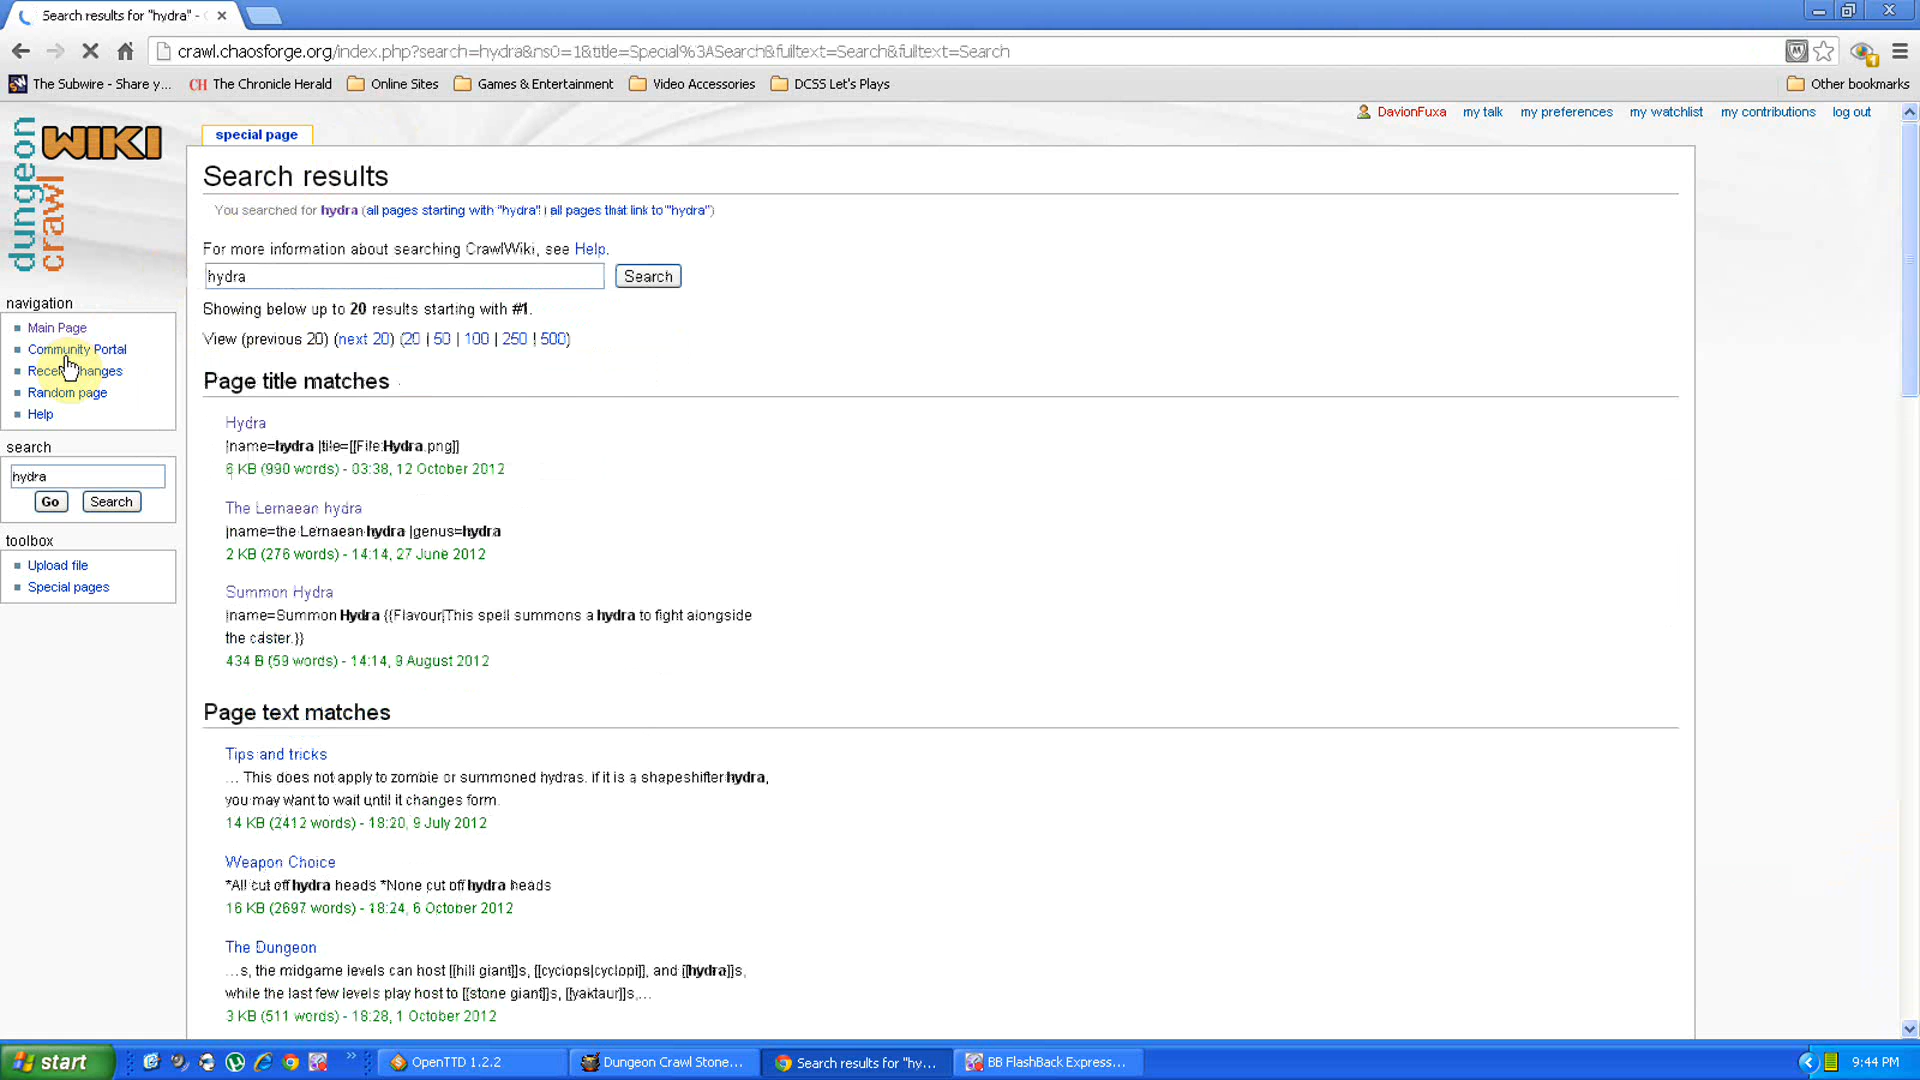 Search results for "hydra" -
crawl.chaosforge.org/index.php?search=hydra&ns0=1&title=Special%3ASearch&fulltext=Search&fulltext=Search
The Subwire - Share y... CH The Chronicle Herald Online Sites Games & Entertainment Video Accessories DCSS Let's Plays Other bookmarks
DavionFuxa my talk my preferences my watchlist my contributions log out
dungeon crawl WIKI
special page
Search results
You searched for hydra (all pages starting with "hydra" | all pages that link to "hydra")
For more information about searching CrawlWiki, see Help.
hydra Search
Showing below up to 20 results starting with #1.
View (previous 20) (next 20) (20 | 50 | 100 | 250 | 500)
navigation
Main Page
Community Portal
Recent changes
Random page
Help
search
hydra
Go Search
toolbox
Upload file
Special pages
Page title matches
Hydra
|name=hydra |tile=[[File:Hydra.png]]
6 KB (990 words) - 03:38, 12 October 2012
The Lernaean hydra
|name=the Lernaean hydra |genus=hydra
2 KB (276 words) - 14:14, 27 June 2012
Summon Hydra
|name=Summon Hydra {{Flavour|This spell summons a hydra to fight alongside
the caster.}}
434 B (59 words) - 14:14, 9 August 2012
Page text matches
Tips and tricks
... This does not apply to zombie or summoned hydras. if it is a shapeshifter hydra,
you may want to wait until it changes form.
14 KB (2412 words) - 18:20, 9 July 2012
Weapon Choice
*All cut off hydra heads *None cut off hydra heads
16 KB (2697 words) - 18:24, 6 October 2012
The Dungeon
...s, the midgame levels can host [[hill giant]]s, [[cyclops|cyclopi]], and [[hydra]]s,
while the last few levels play host to [[stone giant]]s, [[yaktaur]]s,...
3 KB (511 words) - 18:28, 1 October 2012
start OpenTTD 1.2.2 Dungeon Crawl Stone... Search results for "hy... BB FlashBack Express... 9:44 PM